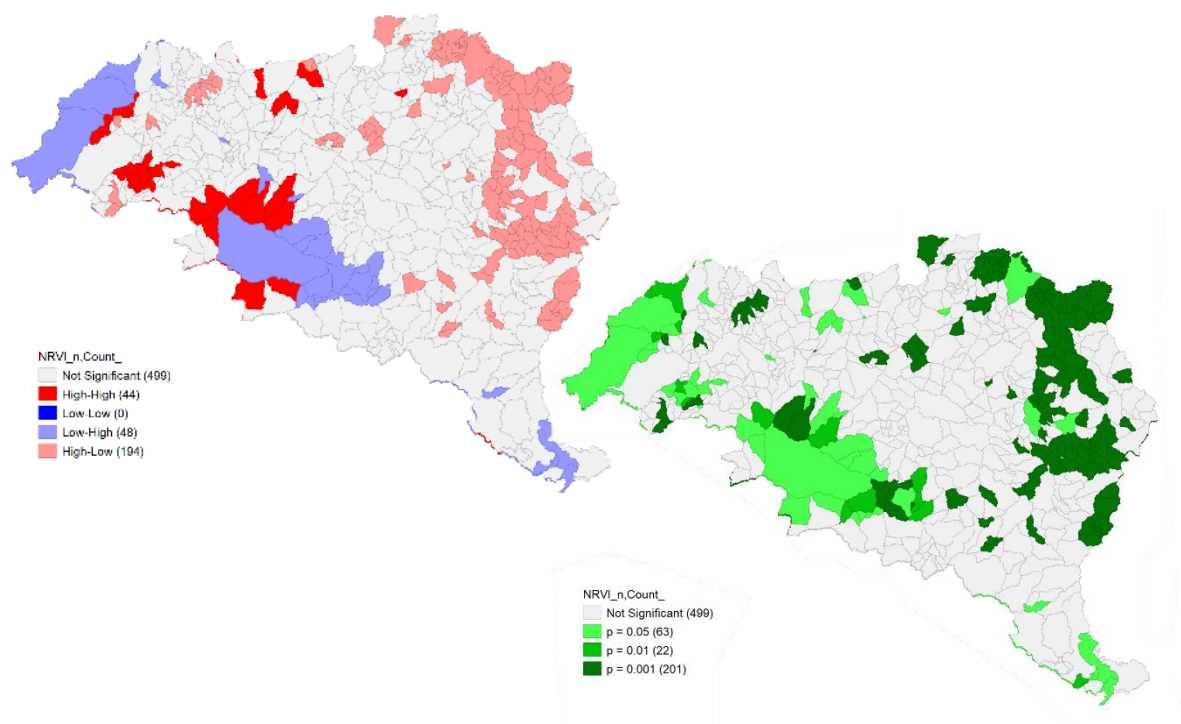 NRVI_n,Count_
Not Significant (499)
High-High (44)
Low-Low (0)
Low-High (48)
High-Low (194)
NRVI_n,Count_
Not Significant (499)
p = 0.05 (63)
p = 0.01 (22)
p = 0.001 (201)